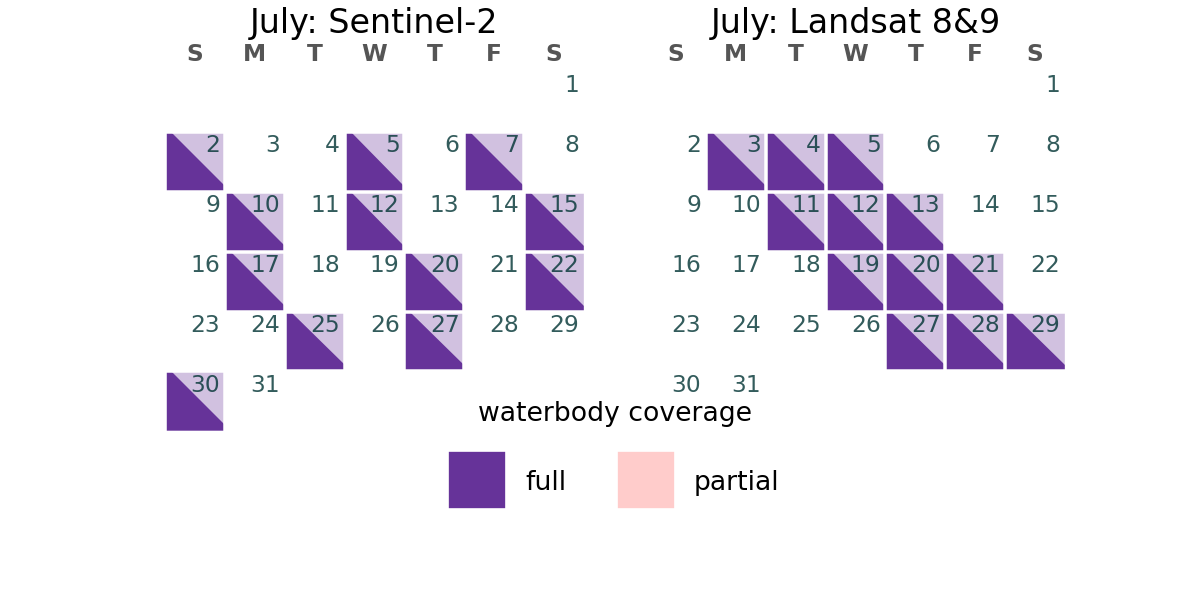 July: Sentinel-2
S M T W T F S
1
2 3 4 5 6 7 8
9 10 11 12 13 14 15
16 17 18 19 20 21 22
23 24 25 26 27 28 29
30 31
July: Landsat 8&9
S M T W T F S
1
2 3 4 5 6 7 8
9 10 11 12 13 14 15
16 17 18 19 20 21 22
23 24 25 26 27 28 29
30 31
waterbody coverage
full partial